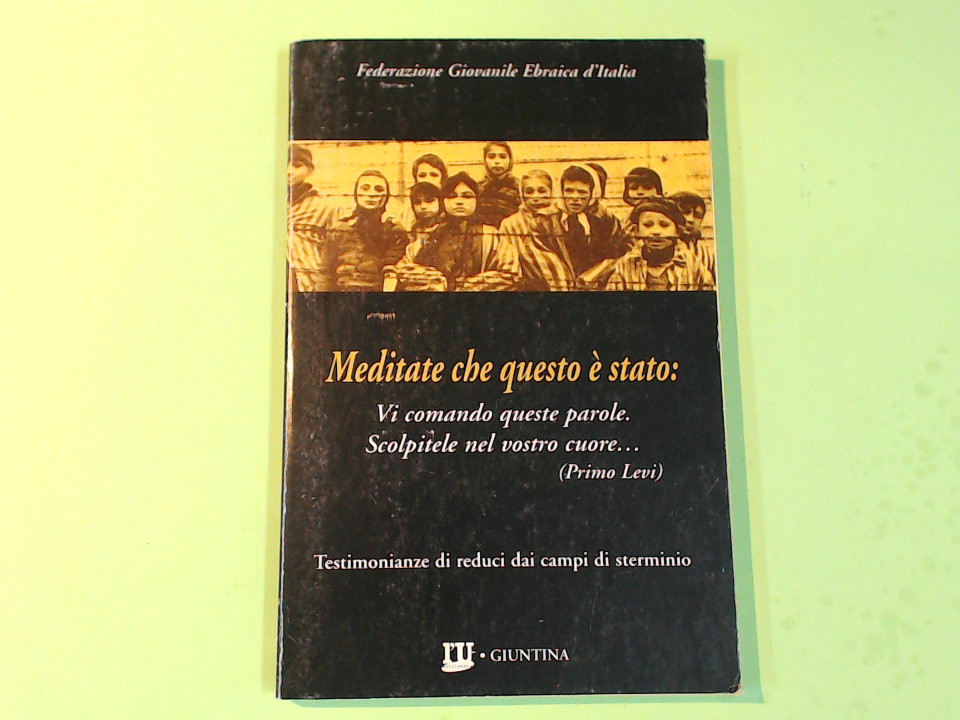 Federazione Giovanile Ebraica d'Italia
Meditate che questo è stato:
Vi comando queste parole.
Scolpitele nel vostro cuore…
(Primo Levi)
Testimonianze di reduci dai campi di sterminio
l'U • GIUNTINA